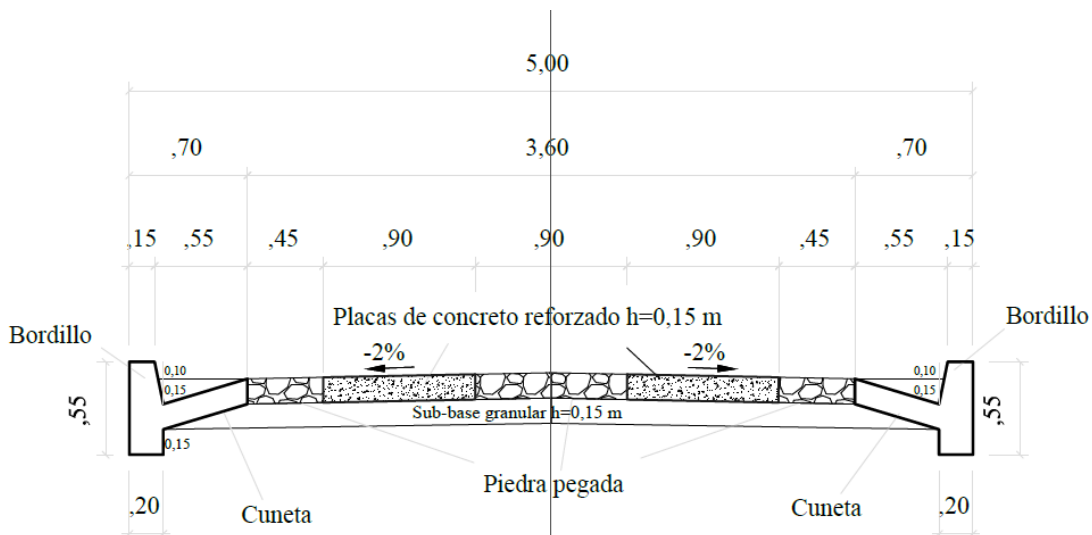 5,00
,70 3,60 ,70
,15 ,55 ,45 ,90 ,90 ,90 ,45 ,55 ,15
Bordillo
Placas de concreto reforzado h=0,15 m
Bordillo
-2% -2%
0,10 0,10
0,15 0,15
,55 ,55
Sub-base granular h=0,15 m
0,15
Piedra pegada
,20 Cuneta Cuneta ,20